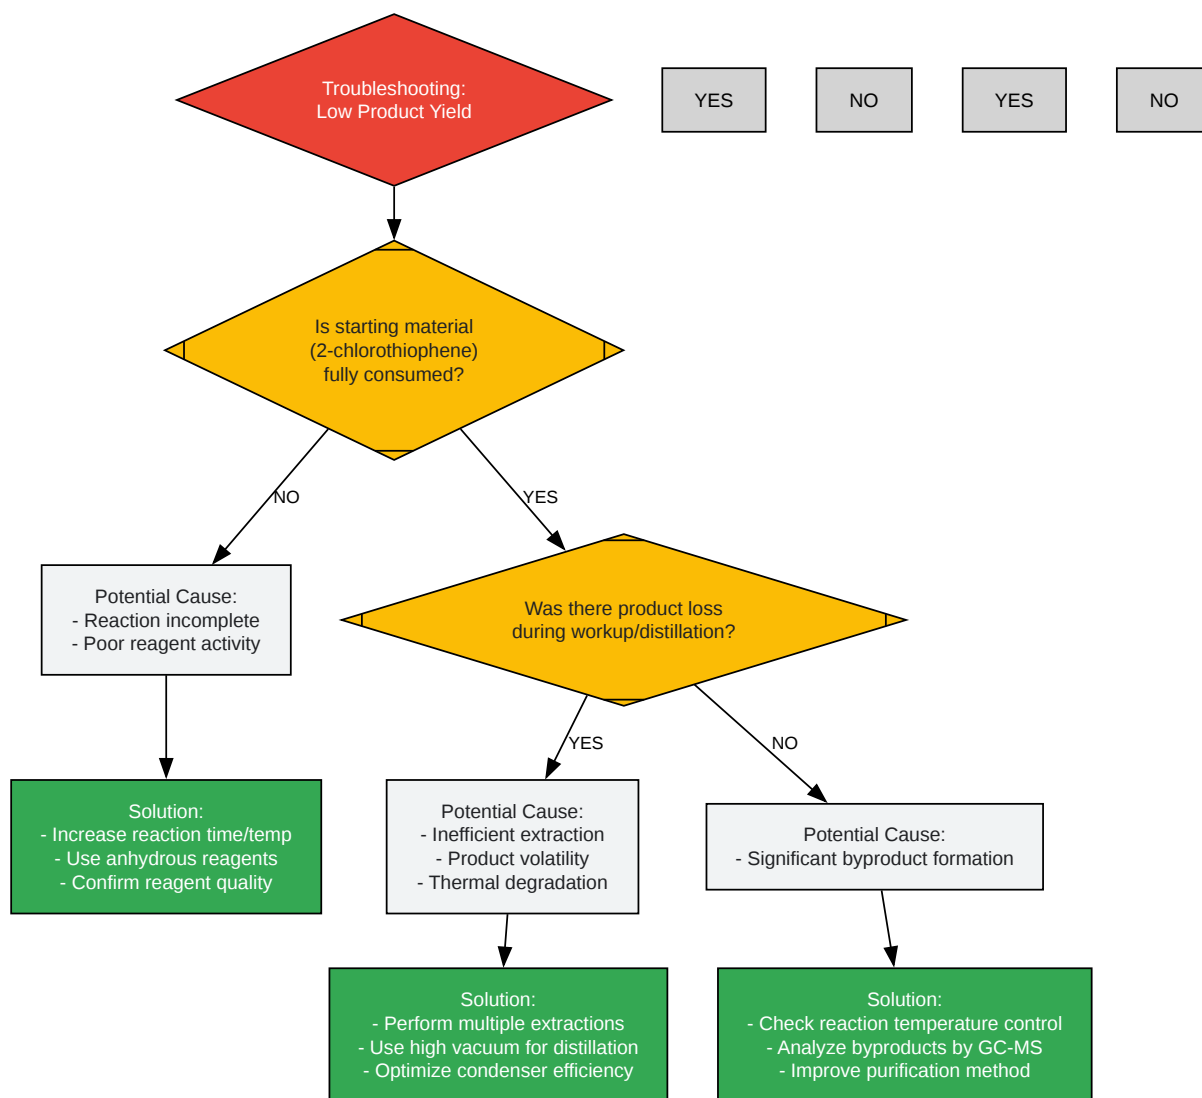 Troubleshooting:
Low Product Yield
YES
NO
YES
NO
Is starting material
(2-chlorothiophene)
fully consumed?
NO
YES
Potential Cause:
- Reaction incomplete
- Poor reagent activity
Was there product loss
during workup/distillation?
YES
NO
Solution:
- Increase reaction time/temp
- Use anhydrous reagents
- Confirm reagent quality
Potential Cause:
- Inefficient extraction
- Product volatility
- Thermal degradation
Potential Cause:
- Significant byproduct formation
Solution:
- Perform multiple extractions
- Use high vacuum for distillation
- Optimize condenser efficiency
Solution:
- Check reaction temperature control
- Analyze byproducts by GC-MS
- Improve purification method